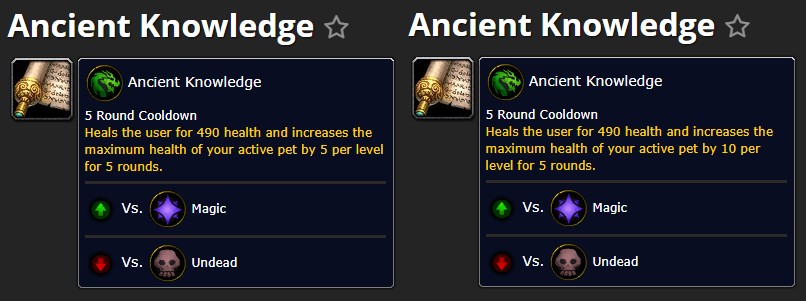 Ancient Knowledge
Ancient Knowledge
5 Round Cooldown
Heals the user for 490 health and increases the
maximum health of your active pet by 5 per level
for 5 rounds.
Vs. Magic
Vs. Undead
Ancient Knowledge
Ancient Knowledge
5 Round Cooldown
Heals the user for 490 health and increases the
maximum health of your active pet by 10 per
level for 5 rounds.
Vs. Magic
Vs. Undead